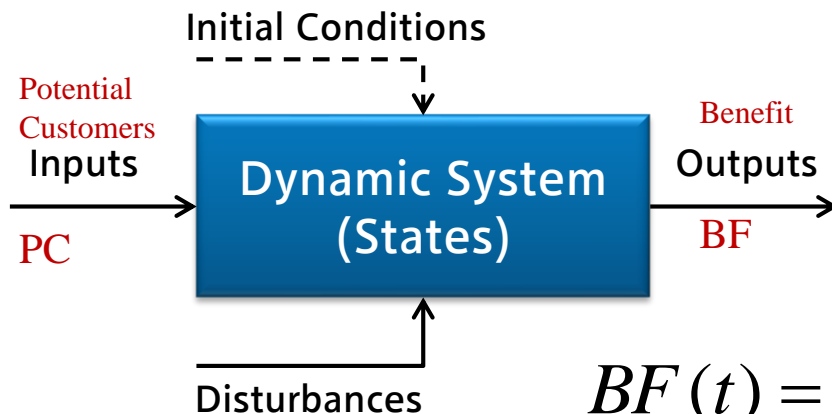 Initial Conditions
Potential
Customers
Inputs
PC
Dynamic System
(States)
Benefit
Outputs
BF
Disturbances
BF(t) =